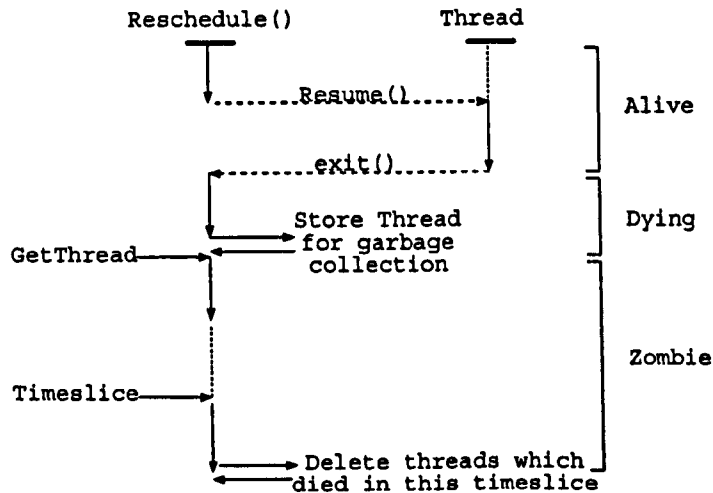 Reschedule()
Thread
Resume()
Alive
exit()
Store Thread
for garbage
collection
Dying
GetThread
Zombie
Timeslice
Delete threads which
died in this timeslice